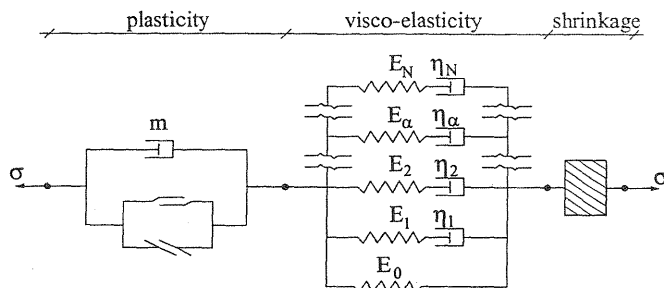 plasticity visco-elasticity shrinkage
E_N η_N
m E_α η_α
σ E_2 η_2 σ
E_1 η_1
E_0